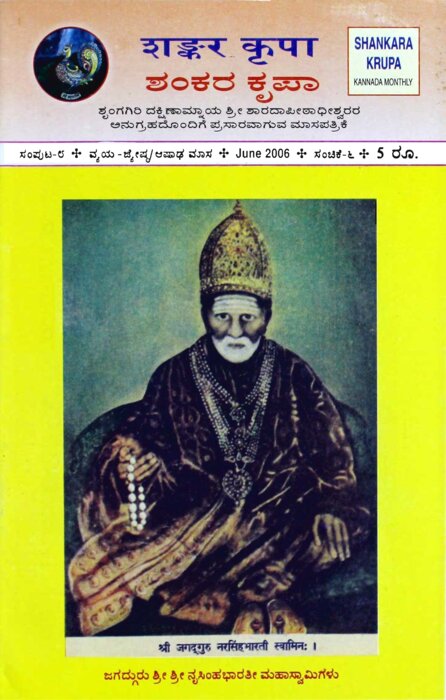 शङ्कर कृपा
ಶಂಕರ ಕೃಪಾ
SHANKARA
KRUPA
KANNADA MONTHLY
ಶೃಂಗಗಿರಿ ದಕ್ಷಿಣಾಮ್ನಾಯ ಶ್ರೀ ಶಾರದಾಪೀಠಾಧೀಶ್ವರರ
ಅನುಗ್ರಹದೊಂದಿಗೆ ಪ್ರಸಾರವಾಗುವ ಮಾಸಪತ್ರಿಕೆ
ಸಂಪುಟ-೮ ✢ ವ್ಯಯ-ಜ್ಯೇಷ್ಠ/ಆಷಾಢ ಮಾಸ ✢ June 2006 ✢ ಸಂಚಿಕೆ-೬ ✢ 5 ರೂ.
श्री जगद्गुरु नरसिंहभारती स्वामिनः ।
ಜಗದ್ಗುರು ಶ್ರೀ ಶ್ರೀ ನೃಸಿಂಹಭಾರತೀ ಮಹಾಸ್ವಾಮಿಗಳು